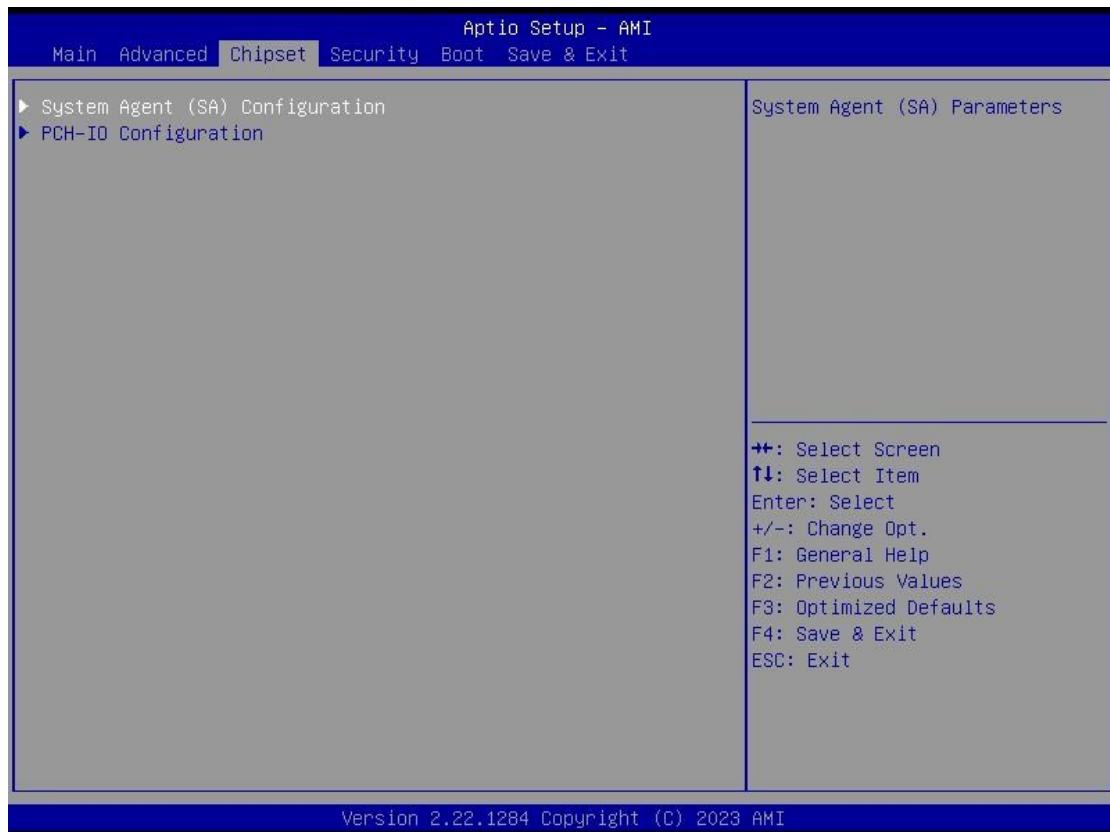 Aptio Setup – AMI
Main Advanced Chipset Security Boot Save & Exit
▶ System Agent (SA) Configuration
▶ PCH-IO Configuration
System Agent (SA) Parameters
→←: Select Screen
↑↓: Select Item
Enter: Select
+/-: Change Opt.
F1: General Help
F2: Previous Values
F3: Optimized Defaults
F4: Save & Exit
ESC: Exit
Version 2.22.1284 Copyright (C) 2023 AMI